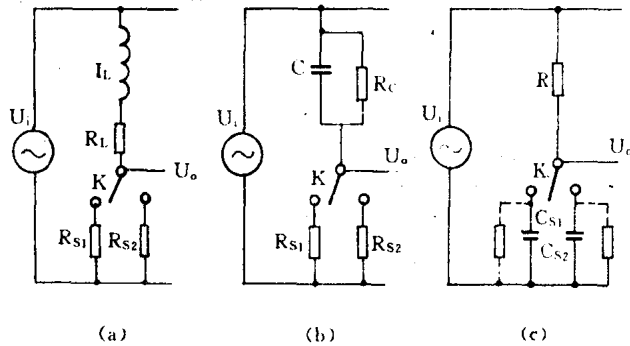 I_L
R_L
U_i
K
U_o
R_S1
R_S2
(a)
C
R_C
U_i
K
U_o
R_S1
R_S2
(b)
R
U_i
K
U_o
C_S1
C_S2
(c)